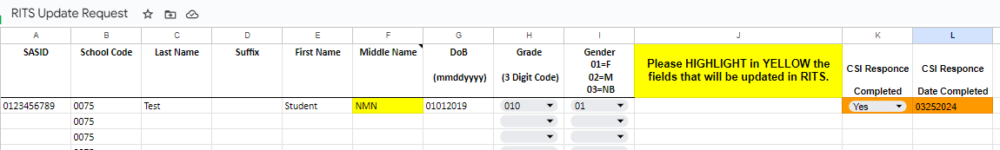 RITS Update Request
A B C D E F G H I J K L
SASID School Code Last Name Suffix First Name Middle Name DoB Grade Gender
01=F
(mmddyyyy) (3 Digit Code) 02=M
03=NB
Please HIGHLIGHT in YELLOW the
fields that will be updated in RITS.
CSI Responce CSI Responce
Completed Date Completed
0123456789 0075 Test Student NMN 01012019 010 01 Yes 03252024
0075
0075